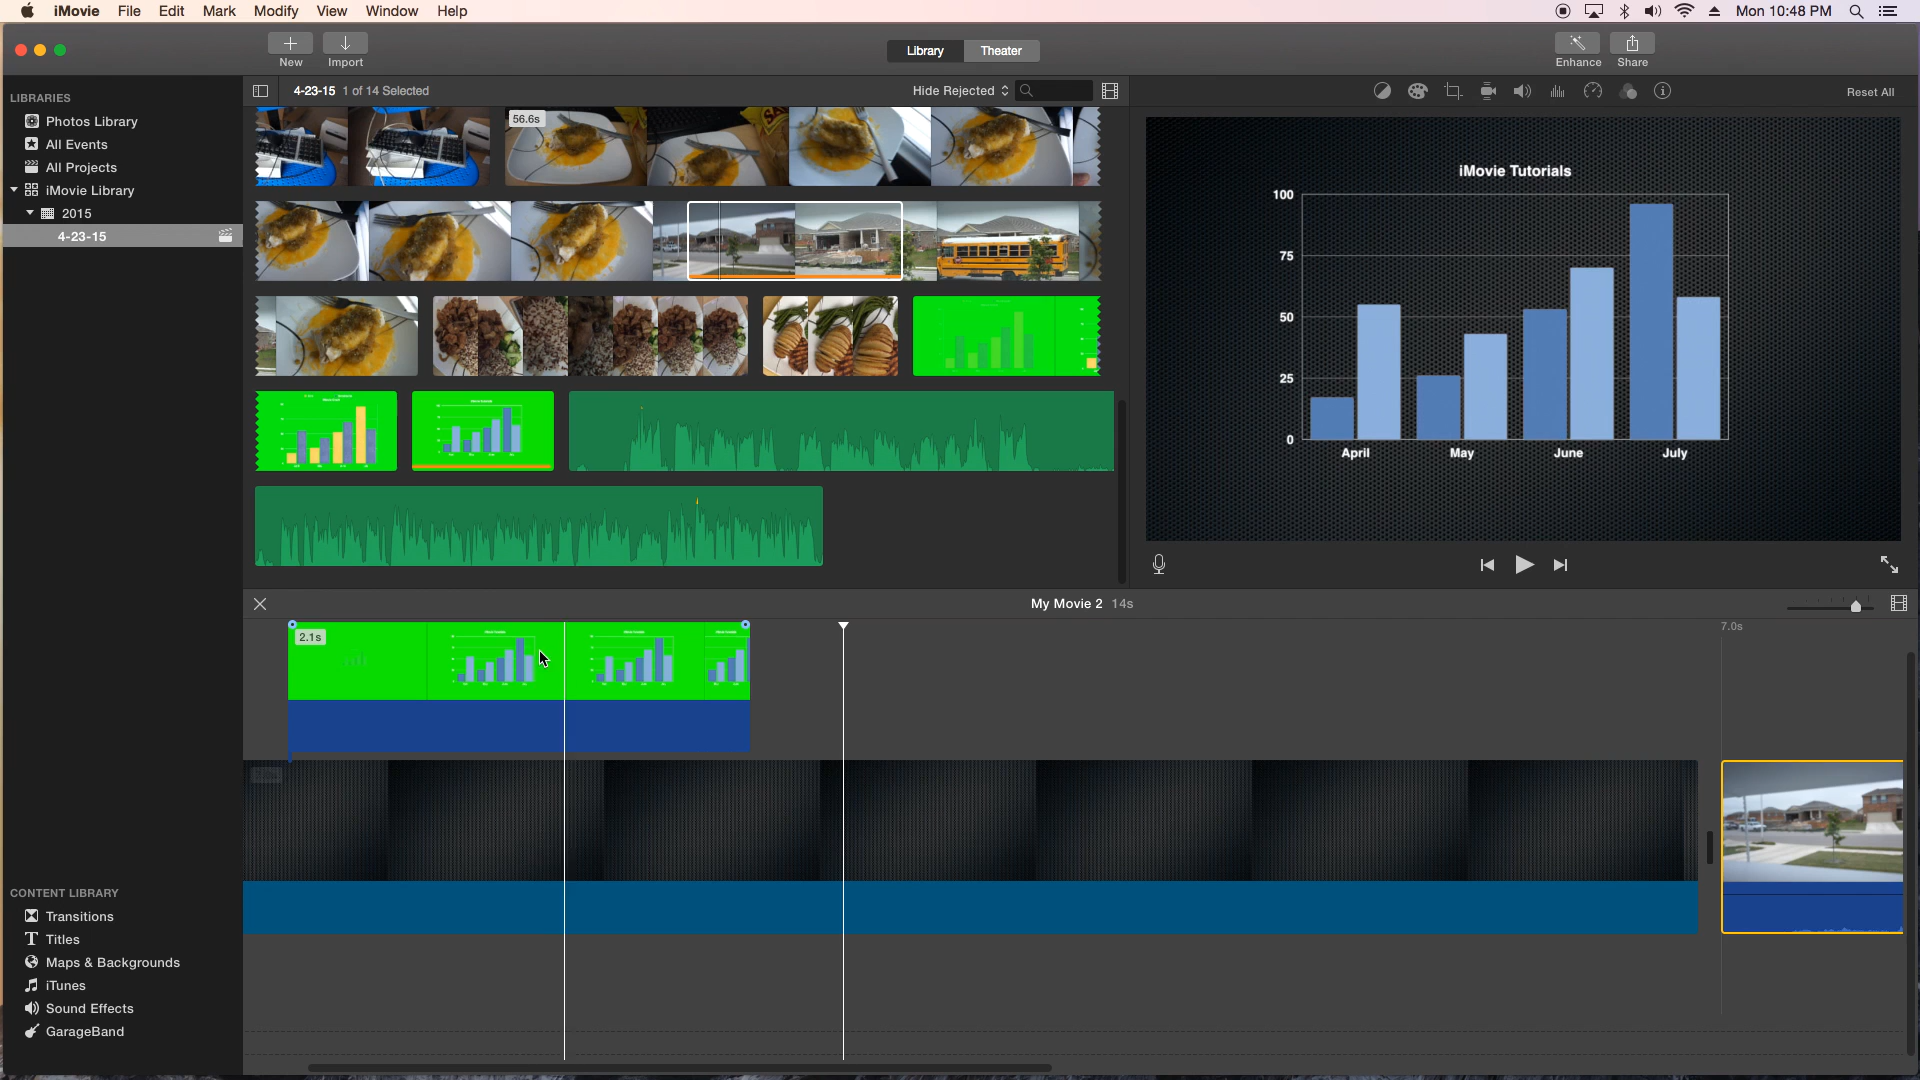 iMovie File Edit Mark Modify View Window Help
Mon 10:48 PM
New
Import
Library
Theater
Enhance
Share
LIBRARIES
Photos Library
All Events
All Projects
iMovie Library
2015
4-23-15
4-23-15 1 of 14 Selected
Hide Rejected
Reset All
56.6s
iMovie Tutorials
100
75
50
25
0
April
May
June
July
My Movie 2 14s
7.0s
2.1s
CONTENT LIBRARY
Transitions
Titles
Maps & Backgrounds
iTunes
Sound Effects
GarageBand